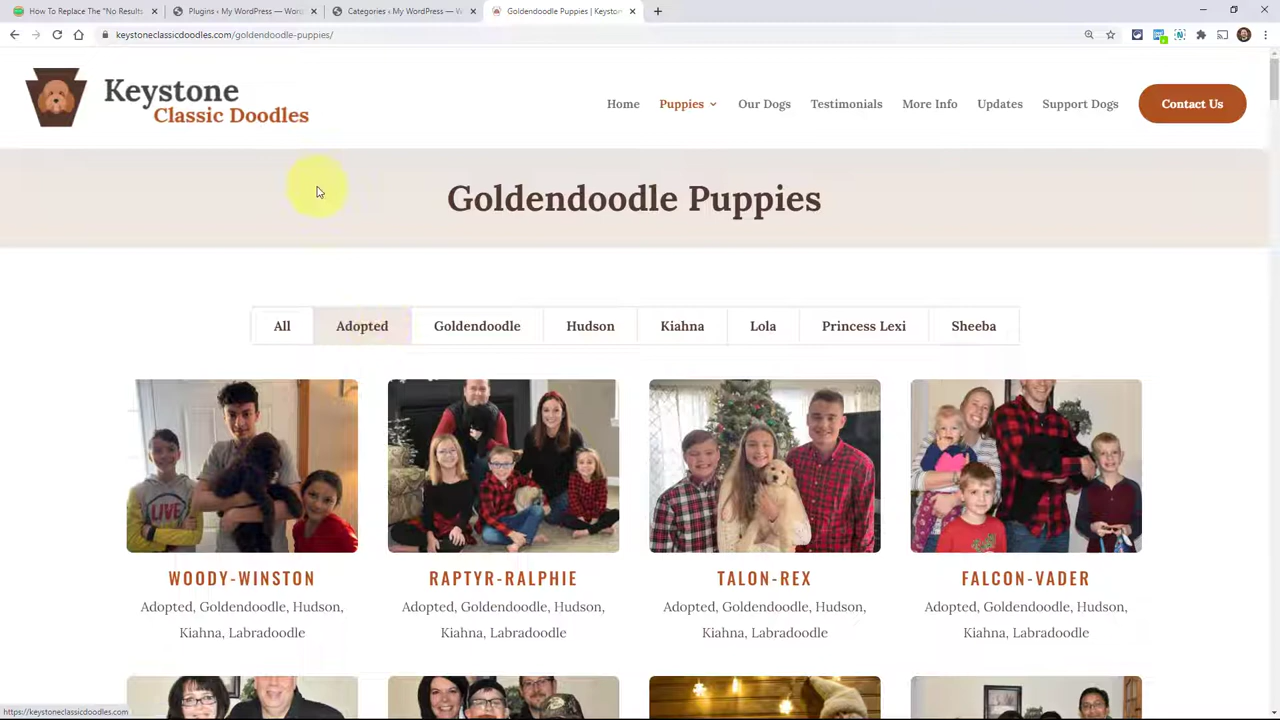 How To Replace The "No Results
Plugins ‹ My WordPress — Wor
Categories ‹ My WordPress — W
Goldendoodle Puppies | Keyston
keystoneclassicdoodles.com/goldendoodle-puppies/
Keystone
Classic Doodles
Home Puppies Our Dogs Testimonials More Info Updates Support Dogs Contact Us
Goldendoodle Puppies
All Adopted Goldendoodle Hudson Kiahna Lola Princess Lexi Sheeba
LIVE
WOODY-WINSTON RAPTYR-RALPHIE TALON-REX FALCON-VADER
Adopted, Goldendoodle, Hudson, Adopted, Goldendoodle, Hudson, Adopted, Goldendoodle, Hudson, Adopted, Goldendoodle, Hudson,
Kiahna, Labradoodle Kiahna, Labradoodle Kiahna, Labradoodle Kiahna, Labradoodle
https://keystoneclassicdoodles.com